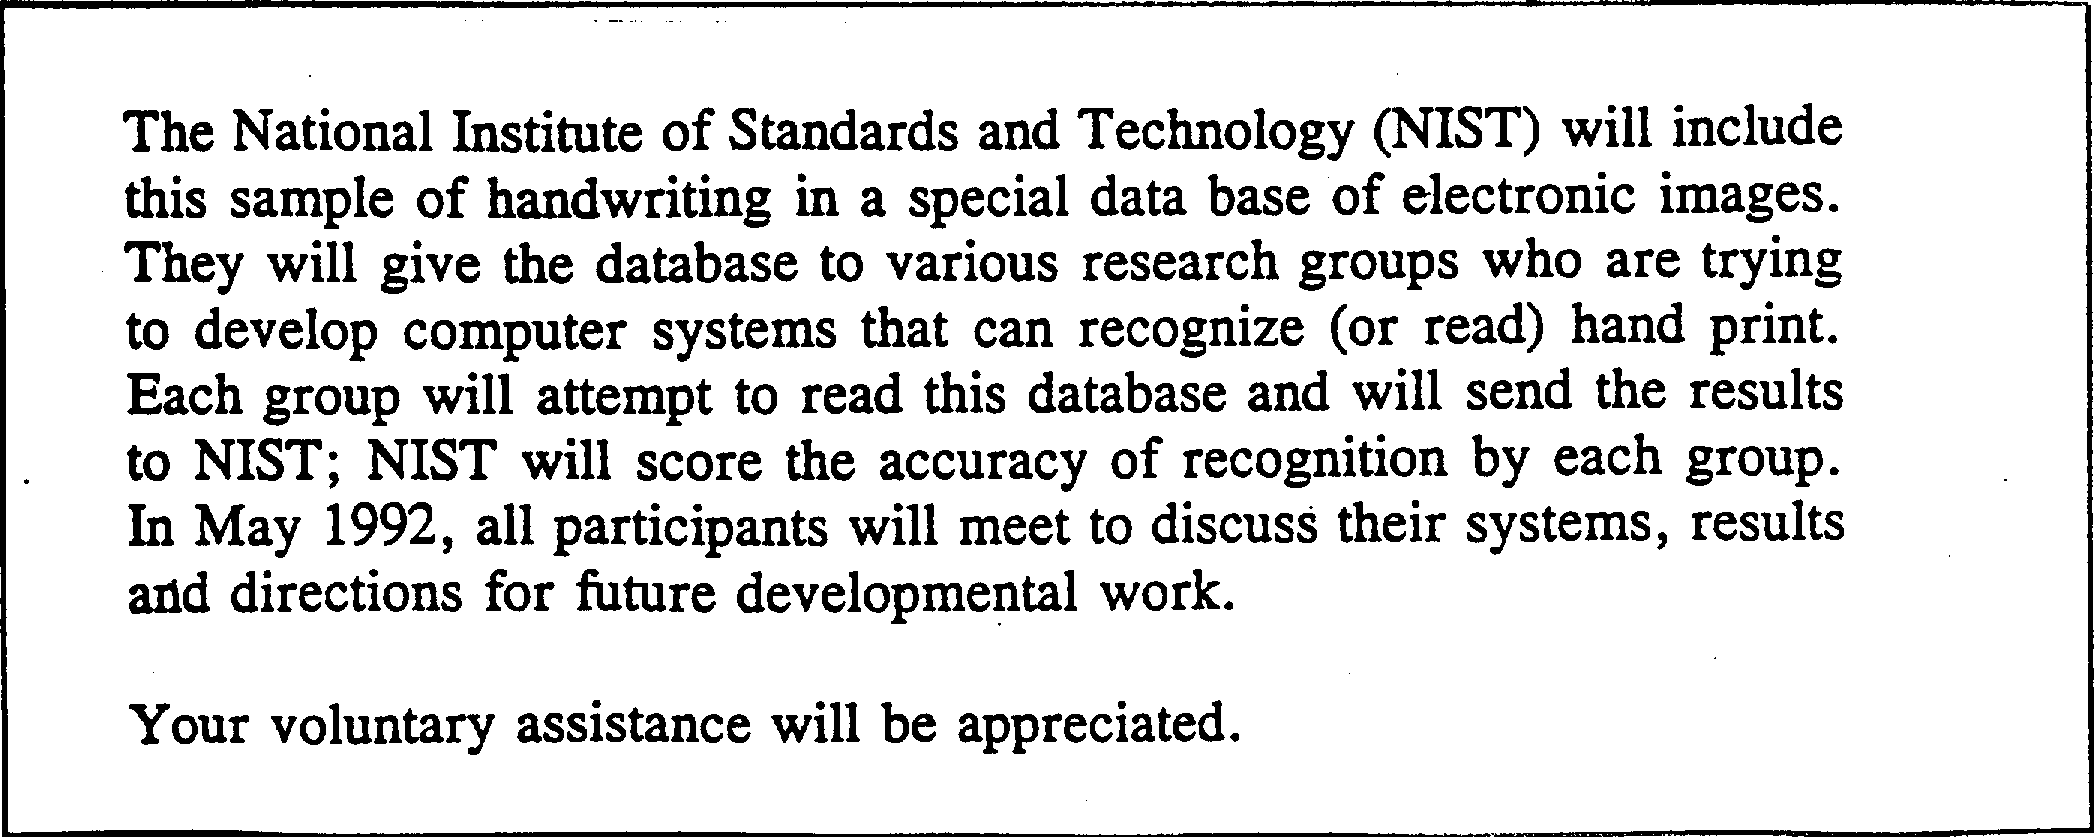 The National Institute of Standards and Technology (NIST) will include
this sample of handwriting in a special data base of electronic images.
They will give the database to various research groups who are trying
to develop computer systems that can recognize (or read) hand print.
Each group will attempt to read this database and will send the results
to NIST; NIST will score the accuracy of recognition by each group.
In May 1992, all participants will meet to discuss their systems, results
and directions for future developmental work.
Your voluntary assistance will be appreciated.